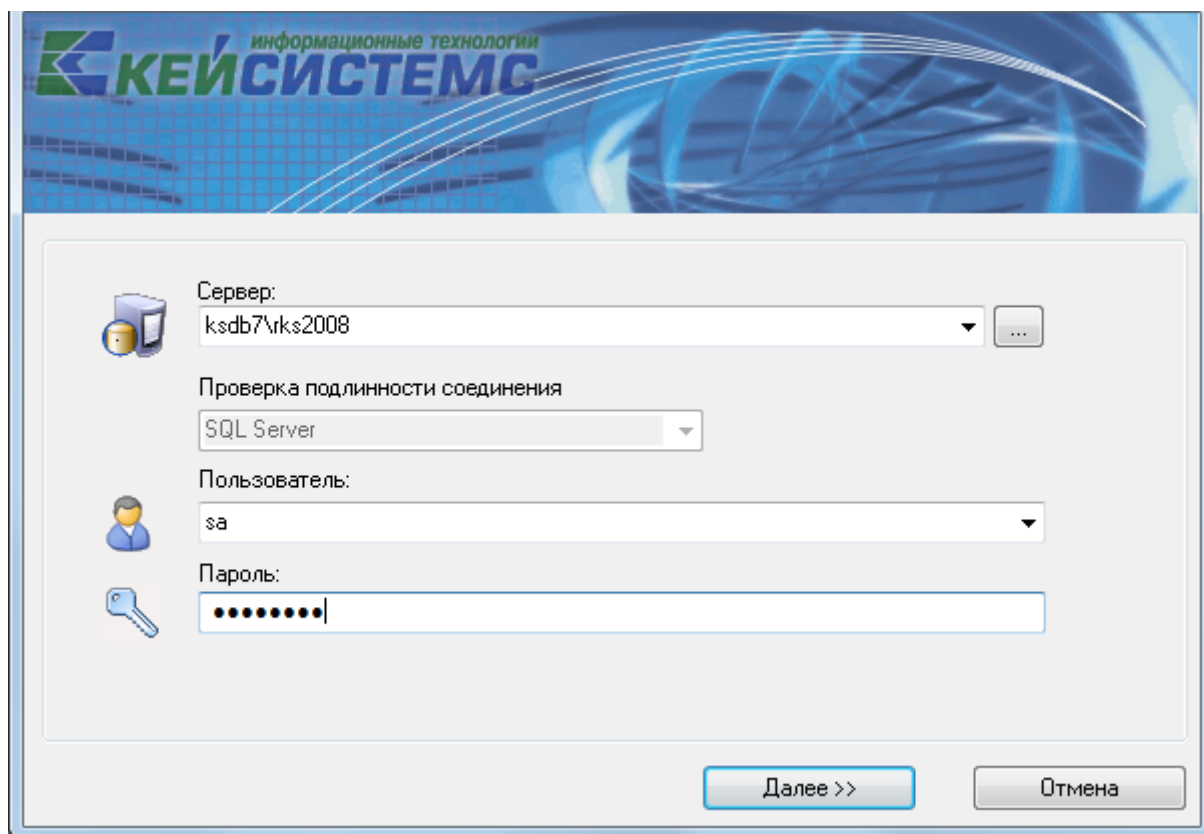 информационные технологии
КЕЙСИСТЕМС
Сервер:
ksdb7\rks2008
...
Проверка подлинности соединения
SQL Server
Пользователь:
sa
Пароль:
••••••••
Далее >>
Отмена